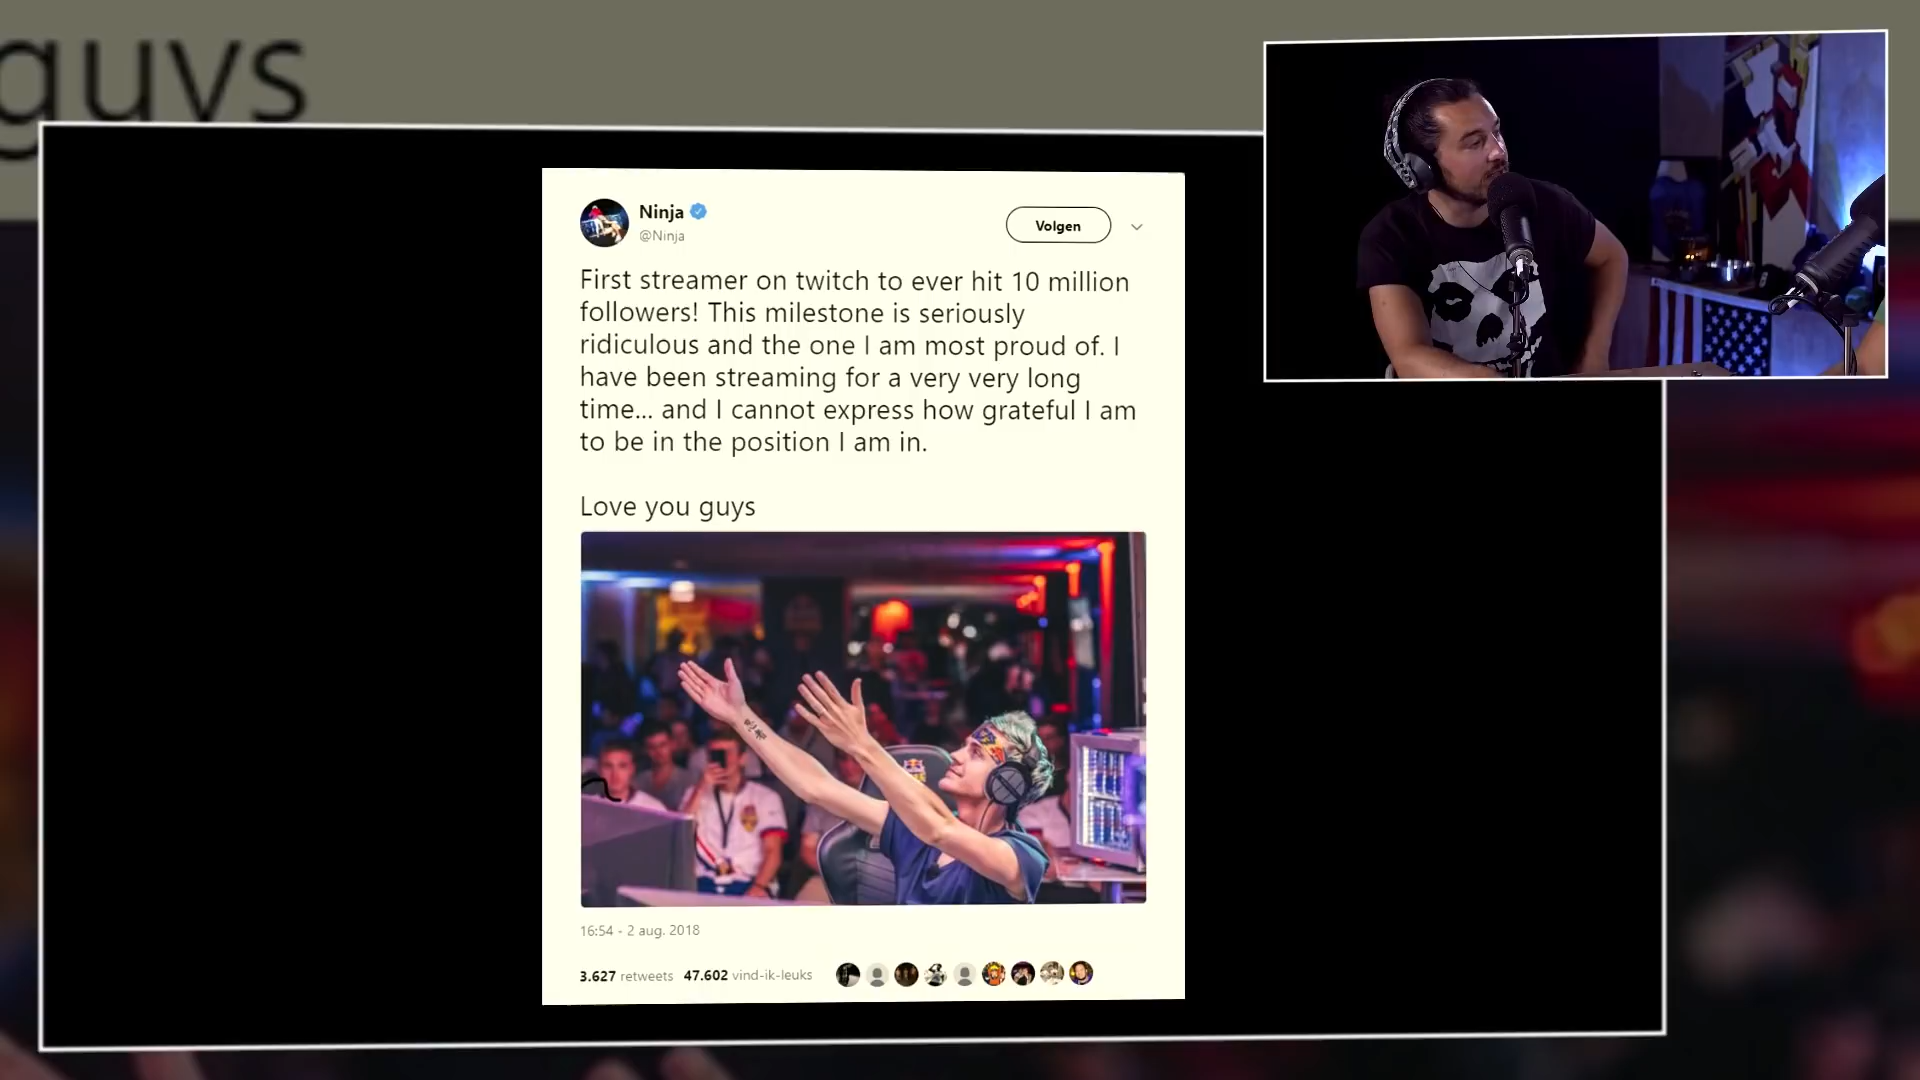 guys
Ninja
@Ninja
Volgen
First streamer on twitch to ever hit 10 million
followers! This milestone is seriously
ridiculous and the one I am most proud of. I
have been streaming for a very very long
time... and I cannot express how grateful I am
to be in the position I am in.
Love you guys
16:54 - 2 aug. 2018
3.627 retweets 47.602 vind-ik-leuks